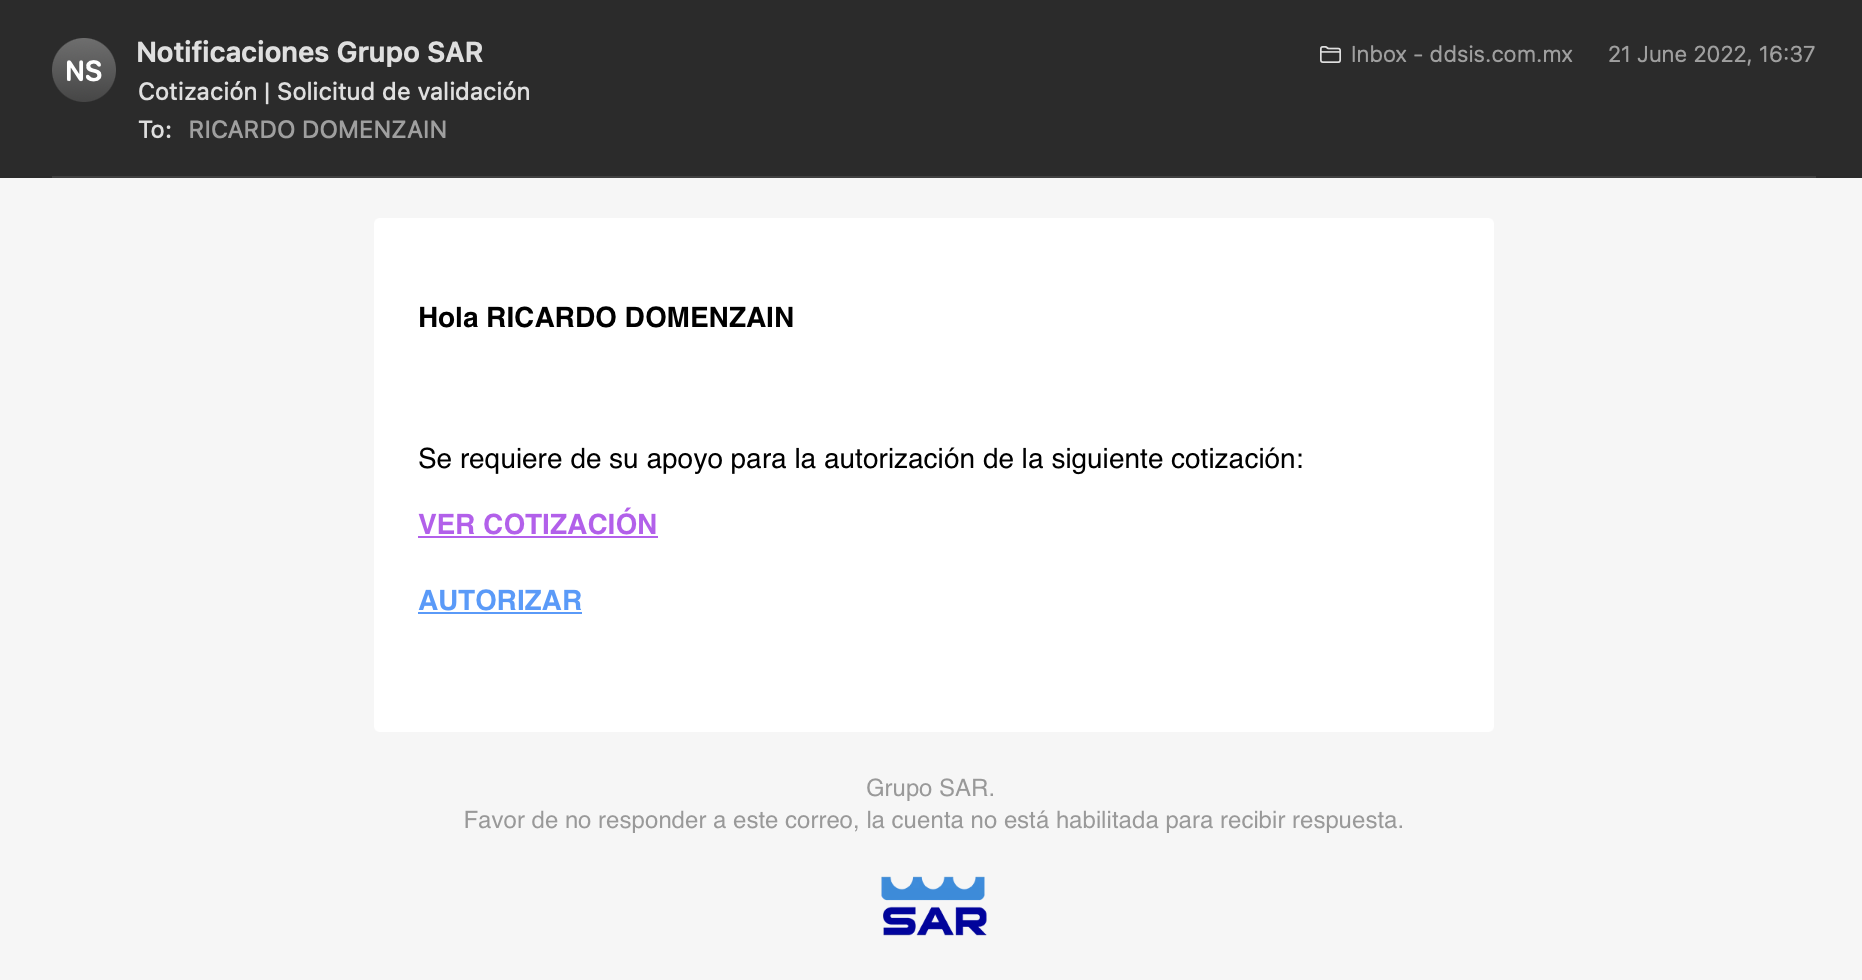 NS
Notificaciones Grupo SAR
Inbox - ddsis.com.mx 21 June 2022, 16:37
Cotización | Solicitud de validación
To: RICARDO DOMENZAIN
Hola RICARDO DOMENZAIN
Se requiere de su apoyo para la autorización de la siguiente cotización:
VER COTIZACIÓN
AUTORIZAR
Grupo SAR.
Favor de no responder a este correo, la cuenta no está habilitada para recibir respuesta.
SAR